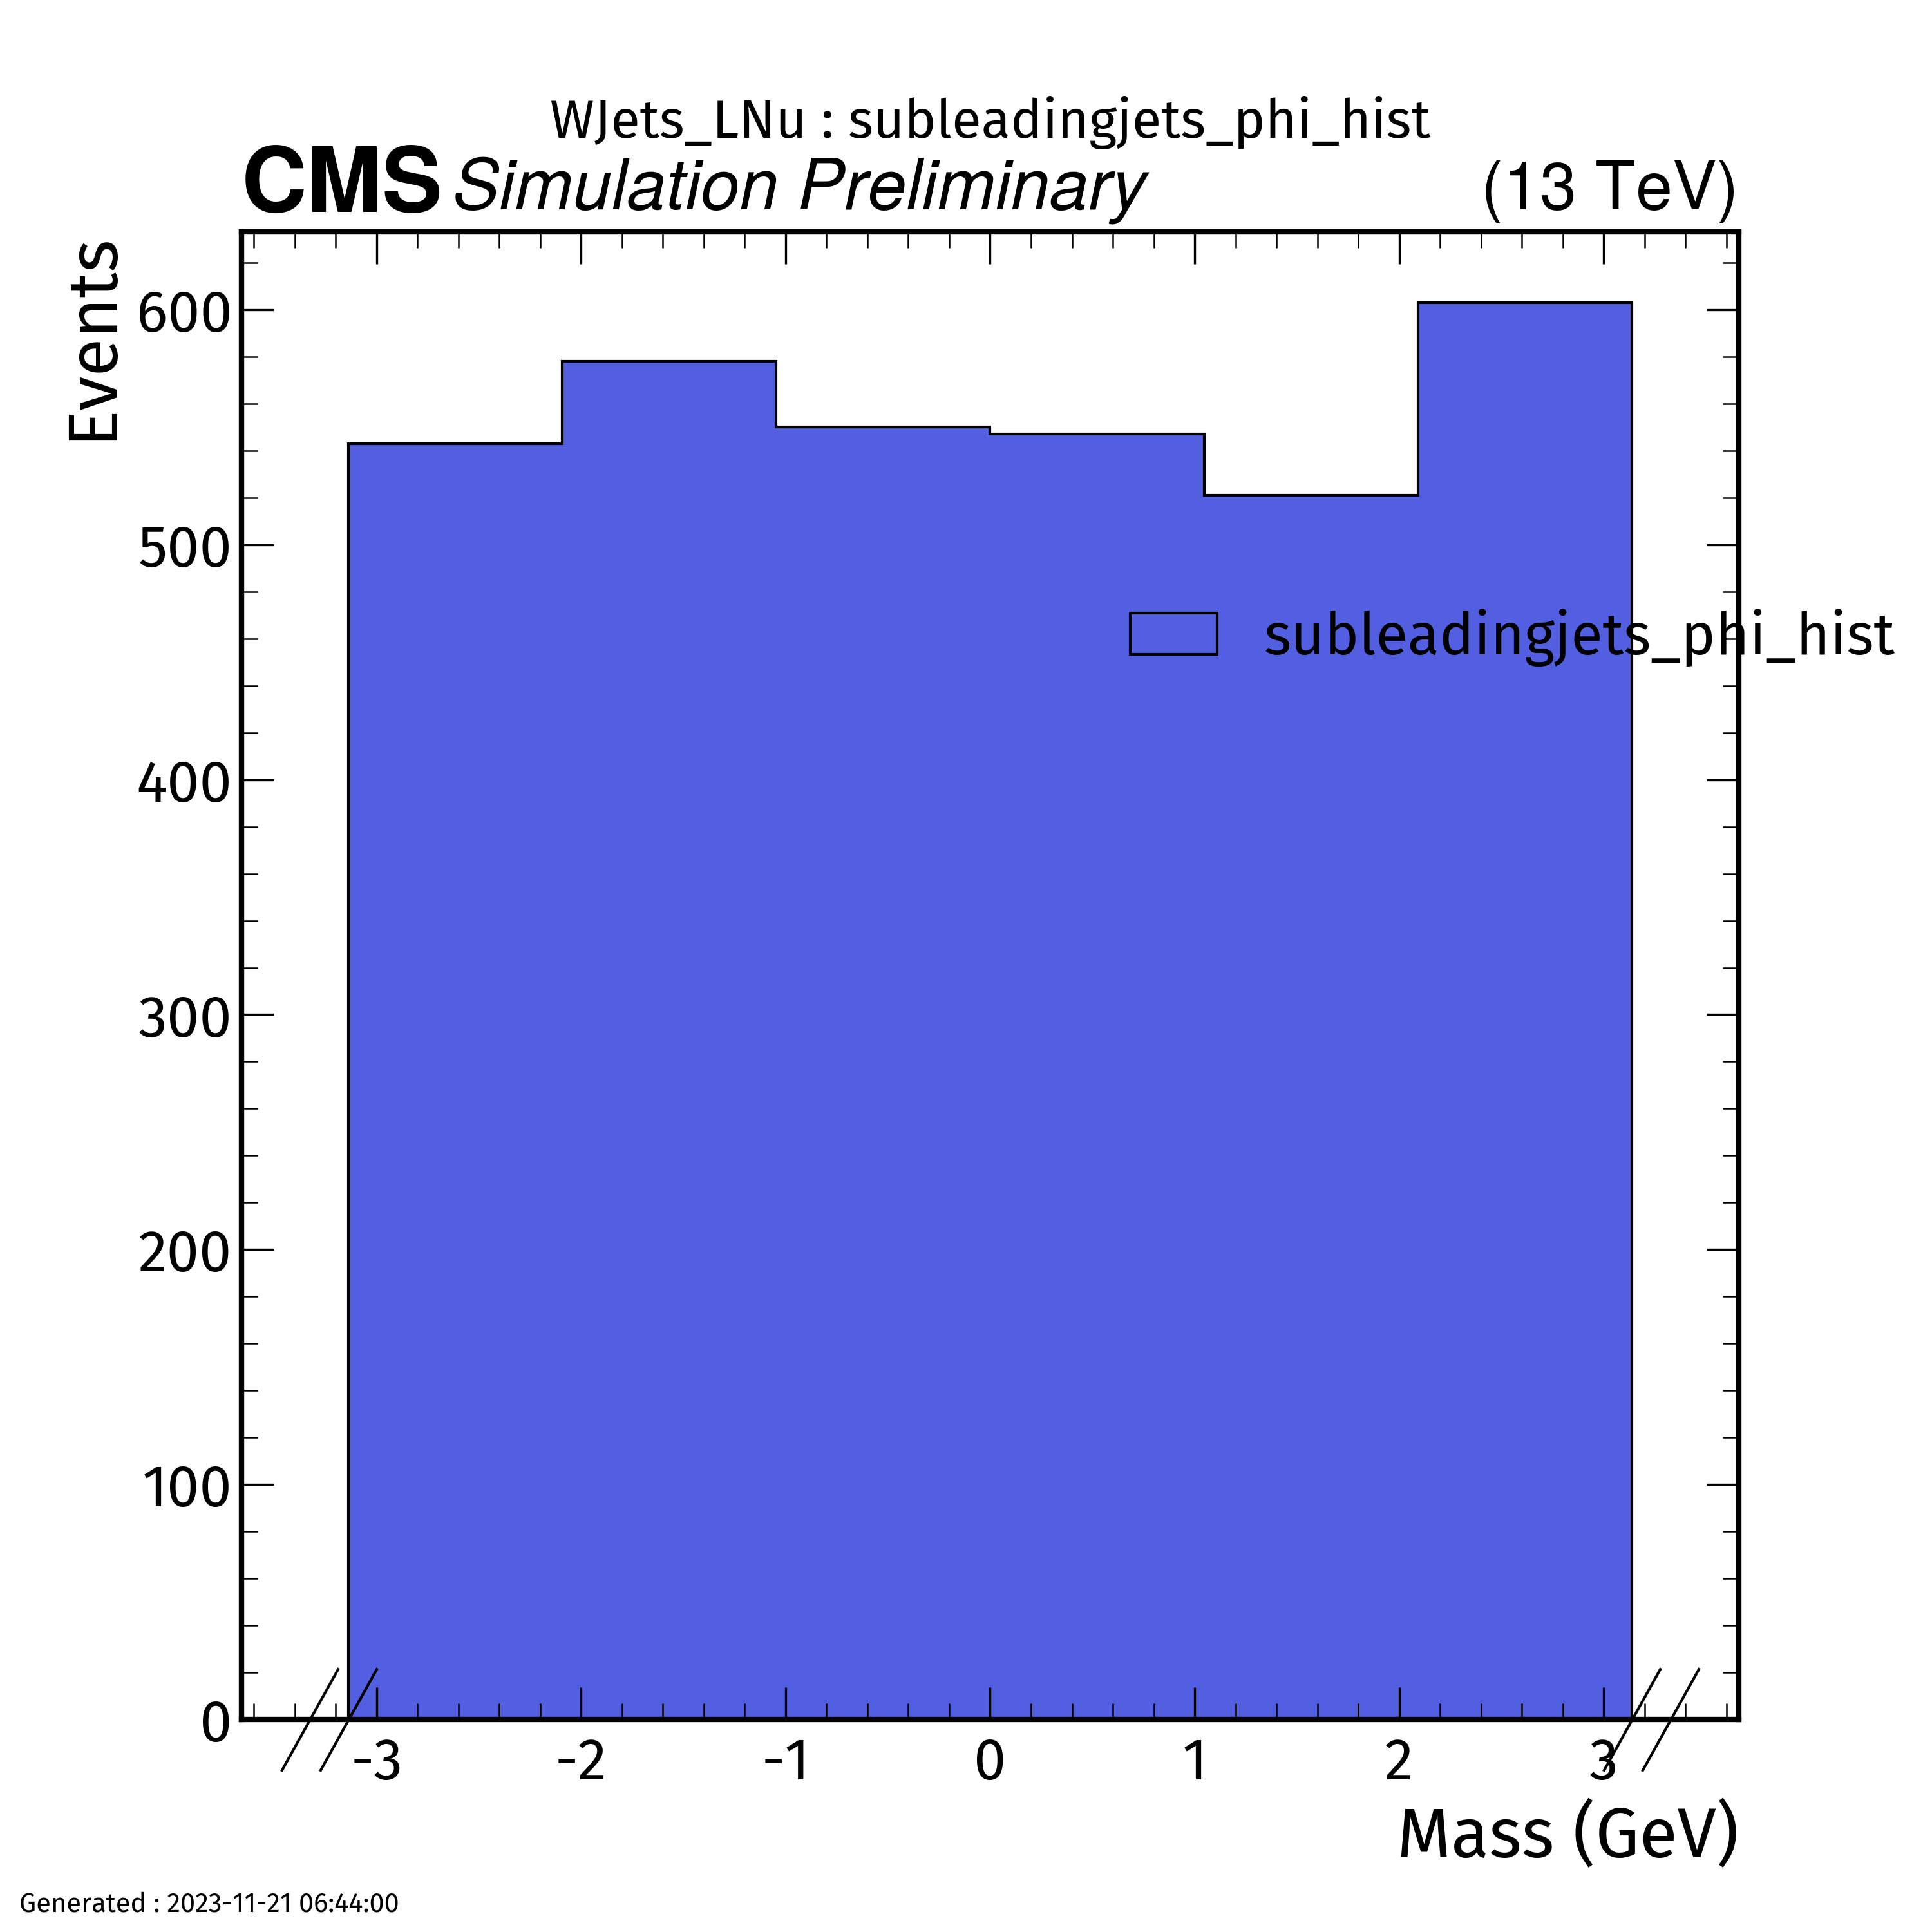 WJets_LNu : subleadingjets_phi_hist
CMS Simulation Preliminary (13 TeV)
Events
600
500
400
300
200
100
0
subleadingjets_phi_hist
-3 -2 -1 0 1 2 3
Mass (GeV)
Generated : 2023-11-21 06:44:00